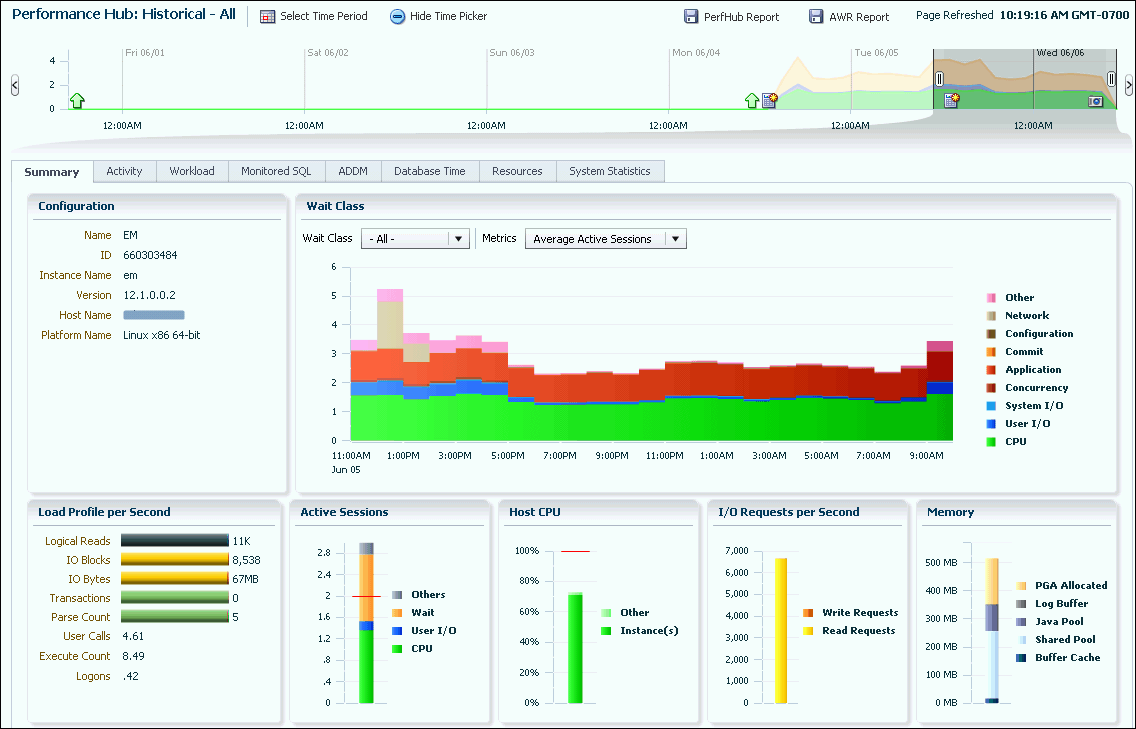 Performance Hub: Historical - All
Select Time Period
Hide Time Picker
PerfHub Report
AWR Report
Page Refreshed 10:19:16 AM GMT-0700
Fri 06/01
Sat 06/02
Sun 06/03
Mon 06/04
Tue 06/05
Wed 06/06
4
2
0
12:00AM
12:00AM
12:00AM
12:00AM
12:00AM
12:00AM
Summary
Activity
Workload
Monitored SQL
ADDM
Database Time
Resources
System Statistics
Configuration
Name EM
ID 660303484
Instance Name em
Version 12.1.0.0.2
Host Name
Platform Name Linux x86 64-bit
Wait Class
Wait Class - All -
Metrics Average Active Sessions
6
5
4
3
2
1
0
11:00AM
1:00PM
3:00PM
5:00PM
7:00PM
9:00PM
11:00PM
1:00AM
3:00AM
5:00AM
7:00AM
9:00AM
Jun 05
Other
Network
Configuration
Commit
Application
Concurrency
System I/O
User I/O
CPU
Load Profile per Second
Logical Reads 11K
IO Blocks 8,538
IO Bytes 67MB
Transactions 0
Parse Count 5
User Calls 4.61
Execute Count 8.49
Logons .42
Active Sessions
2.8
2.4
2
1.6
1.2
.8
.4
0
Others
Wait
User I/O
CPU
Host CPU
100%
80%
60%
40%
20%
0%
Other
Instance(s)
I/O Requests per Second
7,000
6,000
5,000
4,000
3,000
2,000
1,000
0
Write Requests
Read Requests
Memory
500 MB
400 MB
300 MB
200 MB
100 MB
0 MB
PGA Allocated
Log Buffer
Java Pool
Shared Pool
Buffer Cache